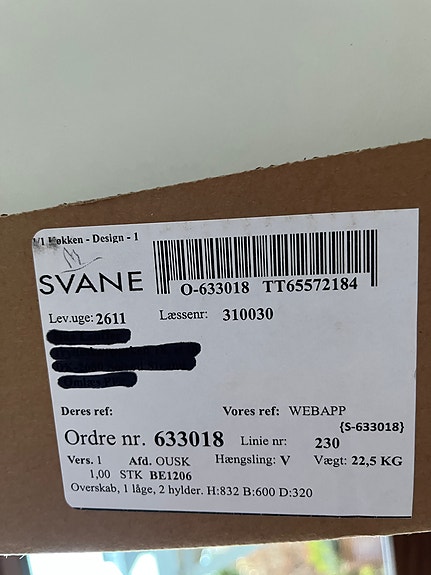 1/1 Køkken - Design - 1
SVANE
O-633018 TT65572184
Lev.uge: 2611 Læssenr: 310030
Deres ref: Vores ref: WEBAPP
{S-633018}
Ordre nr. 633018 Linie nr: 230
Vers. 1 Afd. OUSK Hængsling: V Vægt: 22,5 KG
1,00 STK BE1206
Overskab, 1 låge, 2 hylder. H:832 B:600 D:320